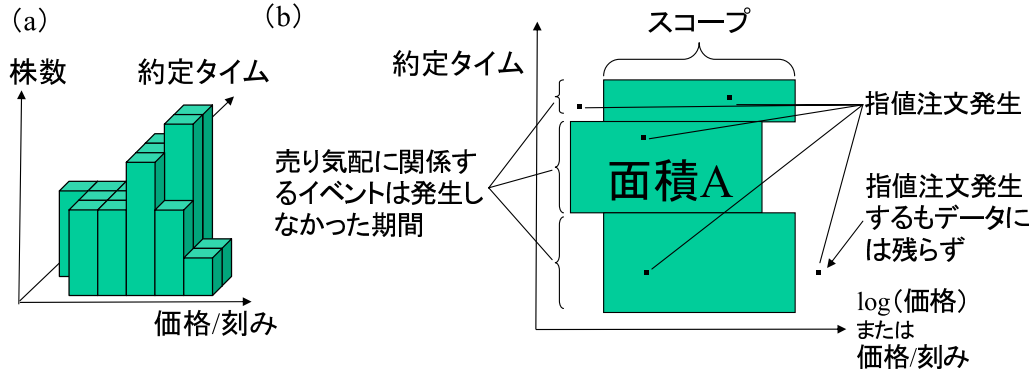 (a)
株数
約定タイム
価格/刻み
(b)
スコープ
約定タイム
指値注文発生
売り気配に関係す
るイベントは発生し
なかった期間
面積A
指値注文発生
するもデータに
は残らず
log(価格)
または
価格/刻み